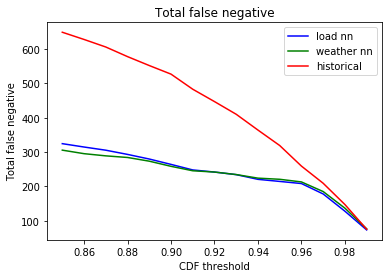 Total false negative
load nn
weather nn
historical
Total false negative
600
500
400
300
200
100
0.86 0.88 0.90 0.92 0.94 0.96 0.98
CDF threshold